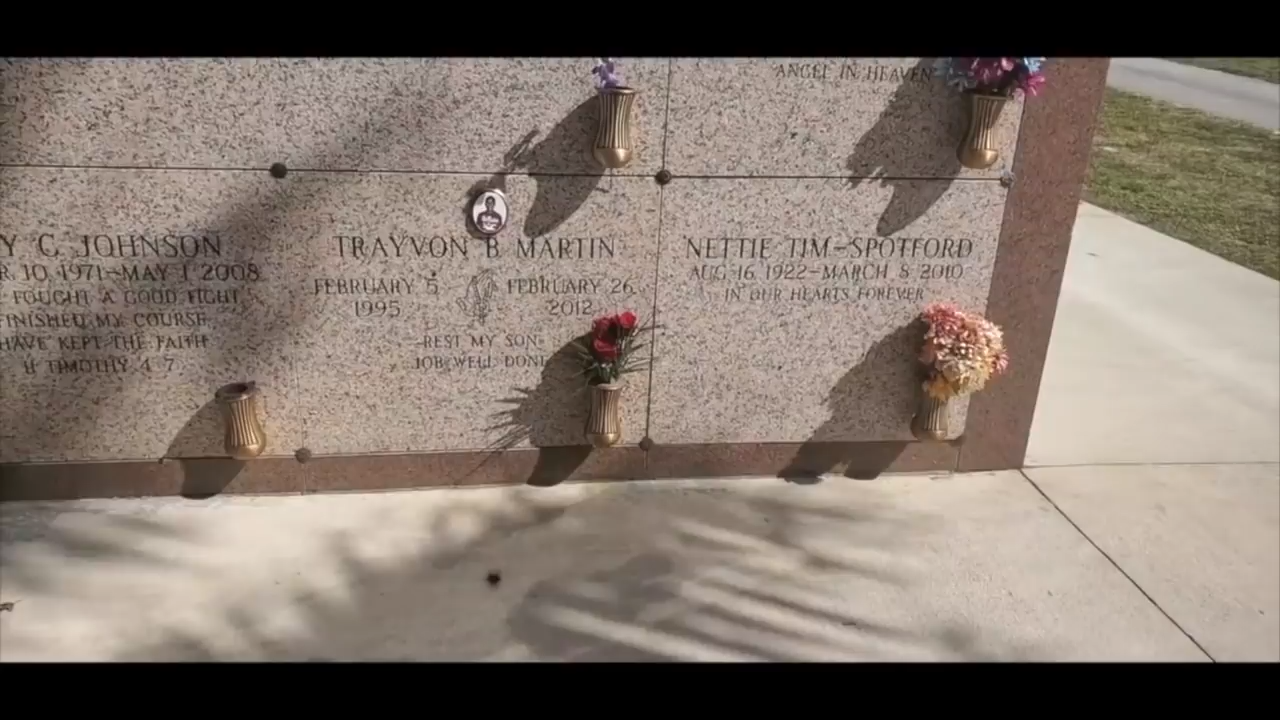 ANGEL IN HEAVEN
Y C JOHNSON
R. 10 1971-MAY 1 2008
FOUGHT A GOOD FIGHT
FINISHED MY COURSE
HAVE KEPT THE FAITH
II TIMOTHY 4 7
TRAYVON B MARTIN
FEBRUARY 5 FEBRUARY 26
1995 2012
REST MY SON
JOB WELL DONE
NETTIE TIM-SPOTFORD
AUG 16 1922-MARCH 8 2010
IN OUR HEARTS FOREVER